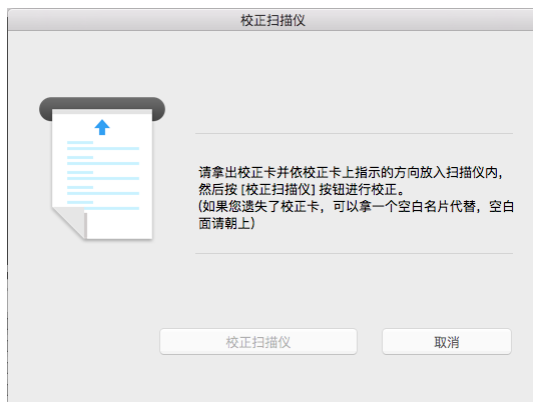 校正扫描仪
请拿出校正卡并依校正卡上指示的方向放入扫描仪内，
然后按 [校正扫描仪] 按钮进行校正。
(如果您遗失了校正卡，可以拿一个空白名片代替，空白
面请朝上)
校正扫描仪
取消